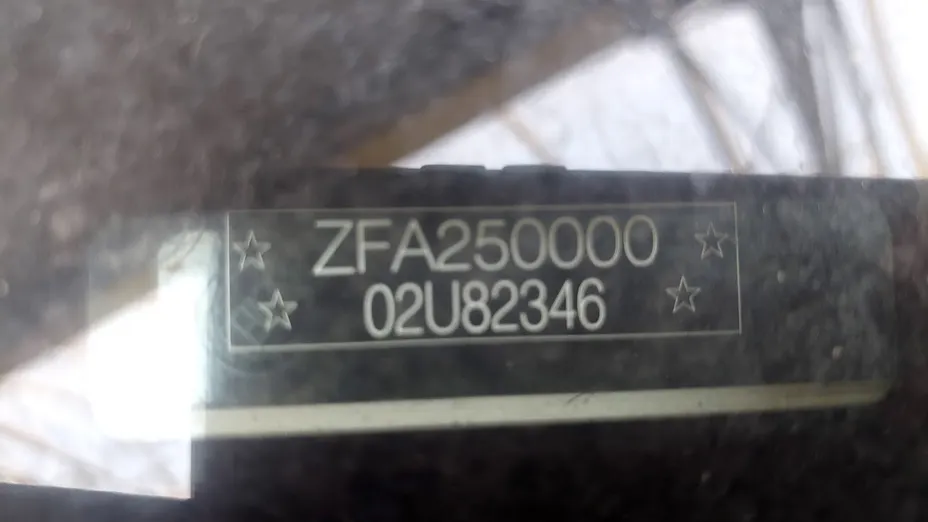 ☆ ZFA250000 ☆
☆ 02U82346 ☆